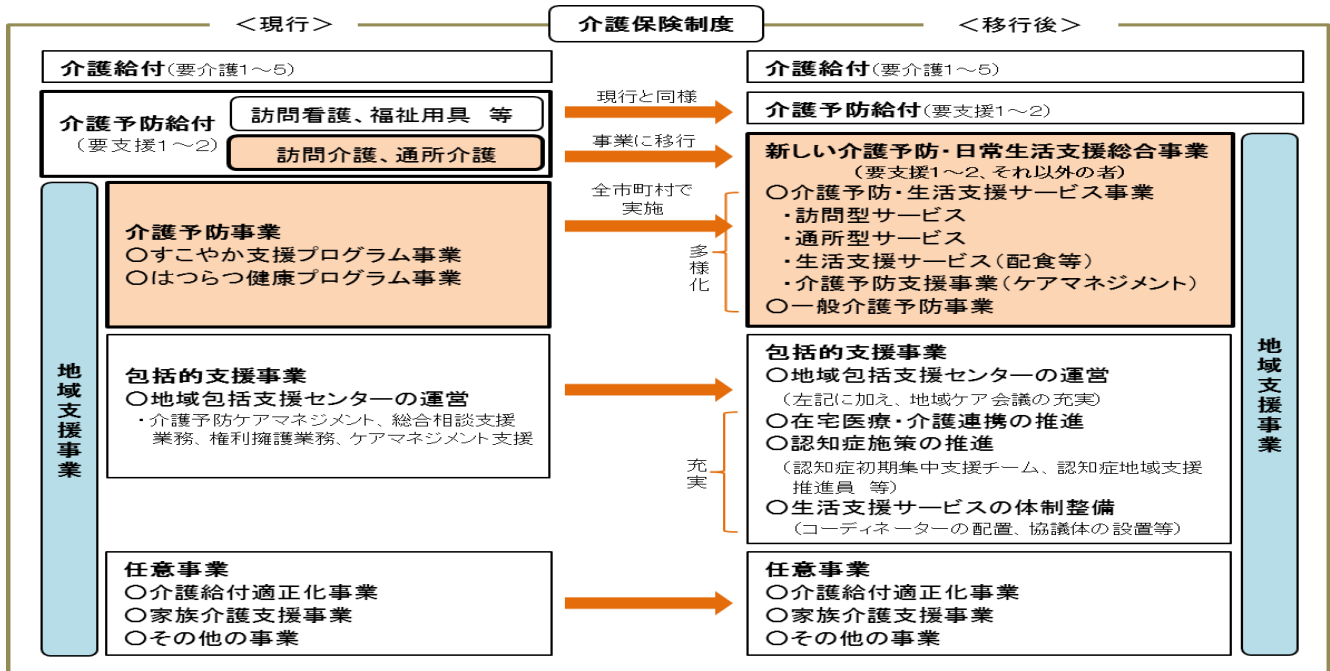 ＜現行＞
介護保険制度
＜移行後＞
介護給付(要介護1～5)
介護予防給付
(要支援1～2)
訪問看護、福祉用具 等
訪問介護、通所介護
地域支援事業
介護予防事業
○すこやか支援プログラム事業
○はつらつ健康プログラム事業
包括的支援事業
○地域包括支援センターの運営
・介護予防ケアマネジメント、総合相談支援
業務、権利擁護業務、ケアマネジメント支援
任意事業
○介護給付適正化事業
○家族介護支援事業
○その他の事業
現行と同様
事業に移行
全市町村で
実施
多様化
充実
介護給付(要介護1～5)
介護予防給付(要支援1～2)
新しい介護予防・日常生活支援総合事業
(要支援1～2、それ以外の者)
○介護予防・生活支援サービス事業
・訪問型サービス
・通所型サービス
・生活支援サービス(配食等)
・介護予防支援事業(ケアマネジメント)
○一般介護予防事業
包括的支援事業
○地域包括支援センターの運営
(左記に加え、地域ケア会議の充実)
○在宅医療・介護連携の推進
○認知症施策の推進
(認知症初期集中支援チーム、認知症地域支援
推進員 等)
○生活支援サービスの体制整備
(コーディネーターの配置、協議体の設置等)
任意事業
○介護給付適正化事業
○家族介護支援事業
○その他の事業
地域支援事業